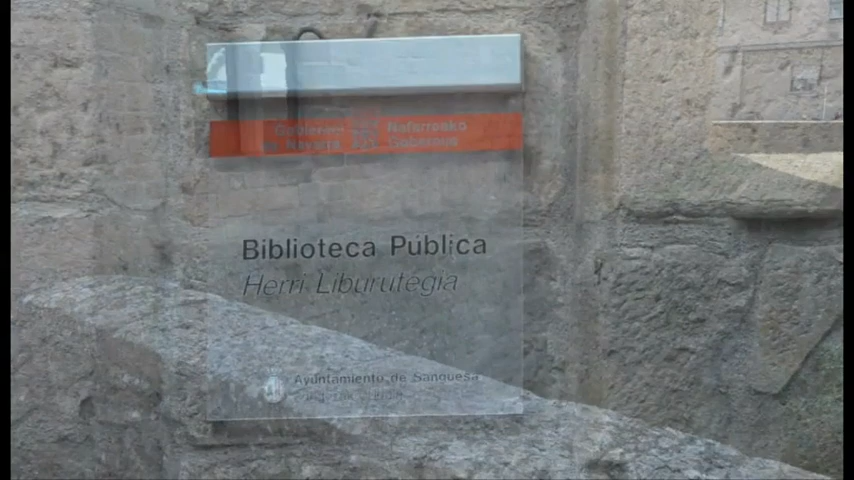 Gobierno de Navarra
Nafarroako Gobernua
Biblioteca Pública
Herri Liburutegia
Ayuntamiento de Sangüesa